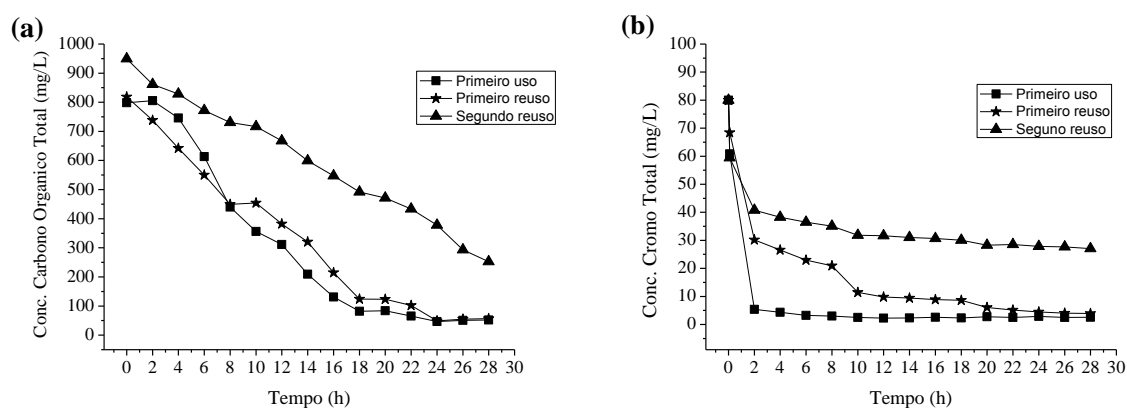 (a)
1000
900
800
700
600
500
400
300
200
100
0
Conc. Carbono Organico Total (mg/L)
Primeiro uso
Primeiro reuso
Segundo reuso
0 2 4 6 8 10 12 14 16 18 20 22 24 26 28 30
Tempo (h)
(b)
100
90
80
70
60
50
40
30
20
10
0
Conc. Cromo Total (mg/L)
Primeiro uso
Primeiro reuso
Seguno reuso
0 2 4 6 8 10 12 14 16 18 20 22 24 26 28 30
Tempo (h)